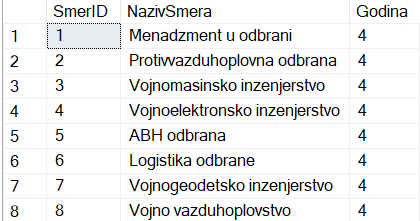 SmerID NazivSmera Godina
1 1 Menadzment u odbrani 4
2 2 Protivvazduhoplovna odbrana 4
3 3 Vojnomasinsko inzenjerstvo 4
4 4 Vojnoelektronsko inzenjerstvo 4
5 5 ABH odbrana 4
6 6 Logistika odbrane 4
7 7 Vojnogeodetsko inzenjerstvo 4
8 8 Vojno vazduhoplovstvo 4